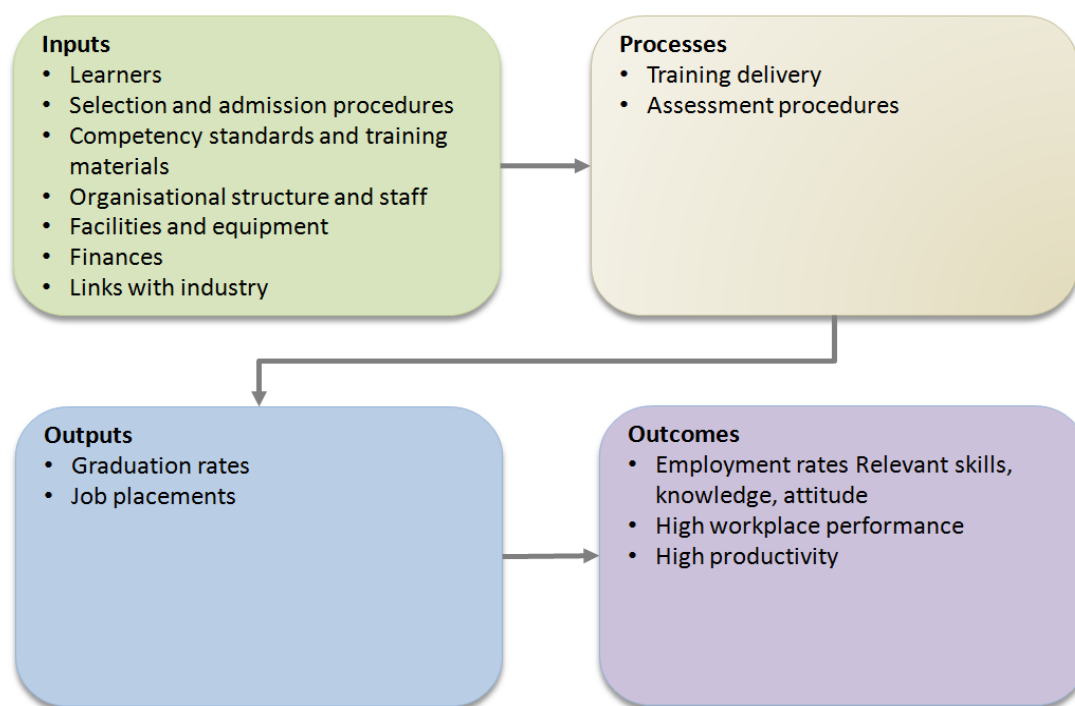 Inputs
• Learners
• Selection and admission procedures
• Competency standards and training
materials
• Organisational structure and staff
• Facilities and equipment
• Finances
• Links with industry
Processes
• Training delivery
• Assessment procedures
Outputs
• Graduation rates
• Job placements
Outcomes
• Employment rates Relevant skills,
knowledge, attitude
• High workplace performance
• High productivity